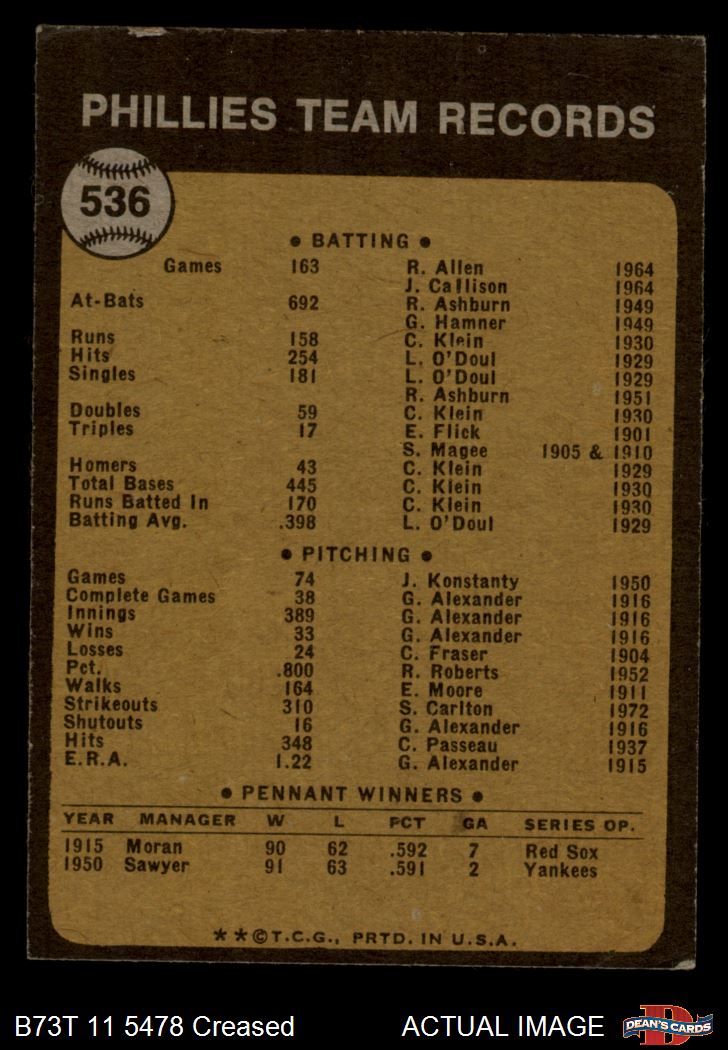 PHILLIES TEAM RECORDS
536
• BATTING •
Games 163 R. Allen 1964
J. Callison 1964
At-Bats 692 R. Ashburn 1949
G. Hamner 1949
Runs 158 C. Klein 1930
Hits 254 L. O'Doul 1929
Singles 181 L. O'Doul 1929
R. Ashburn 1951
Doubles 59 C. Klein 1930
Triples 17 E. Flick 1901
S. Magee 1905 & 1910
Homers 43 C. Klein 1929
Total Bases 445 C. Klein 1930
Runs Batted In 170 C. Klein 1930
Batting Avg. .398 L. O'Doul 1929
• PITCHING •
Games 74 J. Konstanty 1950
Complete Games 38 G. Alexander 1916
Innings 389 G. Alexander 1916
Wins 33 G. Alexander 1916
Losses 24 C. Fraser 1904
Pct. .800 R. Roberts 1952
Walks 164 E. Moore 1911
Strikeouts 310 S. Carlton 1972
Shutouts 16 G. Alexander 1916
Hits 348 C. Passeau 1937
E.R.A. 1.22 G. Alexander 1915
• PENNANT WINNERS •
YEAR MANAGER W L PCT GA SERIES OP.
1915 Moran 90 62 .592 7 Red Sox
1950 Sawyer 91 63 .591 2 Yankees
**©T.C.G., PRTD. IN U.S.A.
B73T 11 5478 Creased ACTUAL IMAGE
D
DEAN'S CARDS